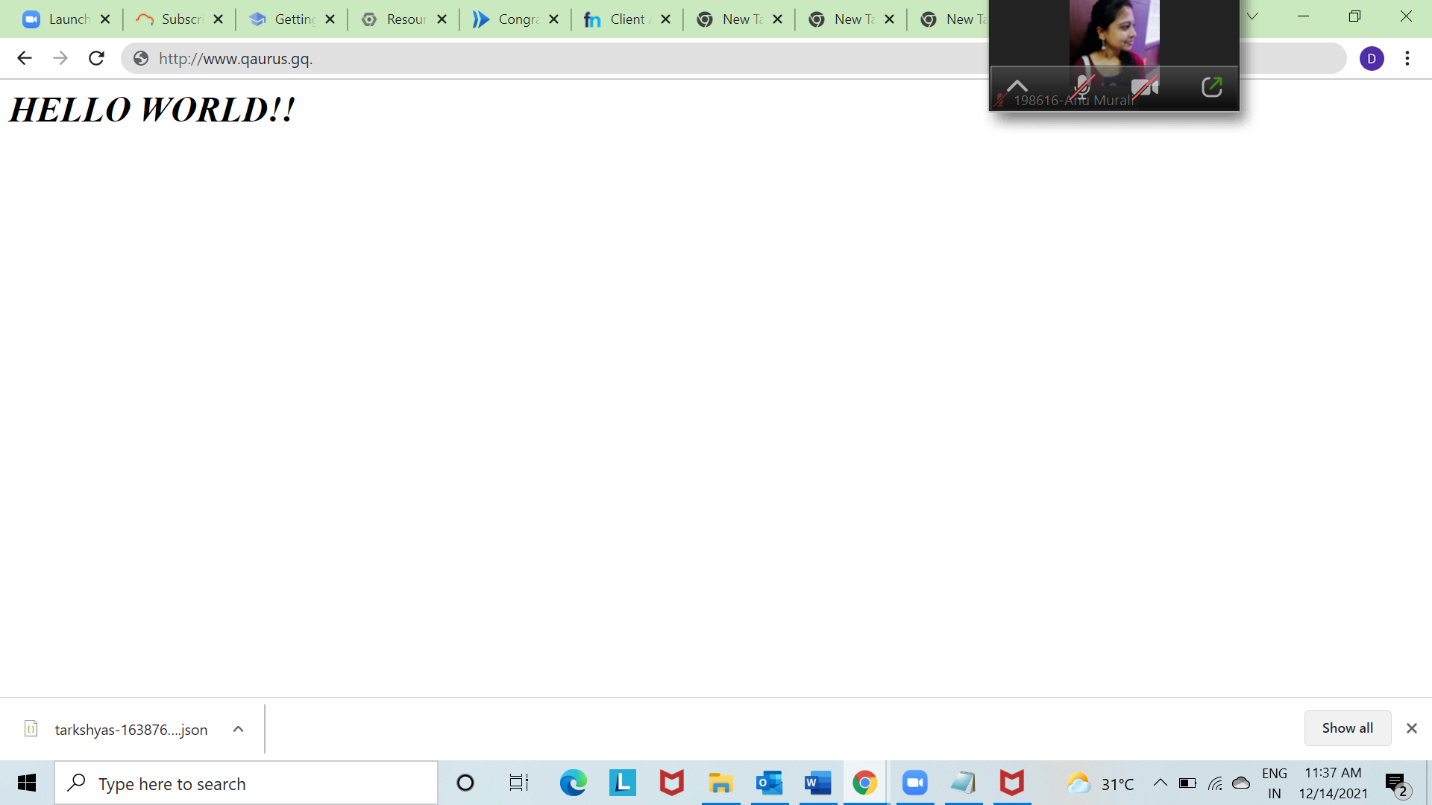 Launch
Subscri
Getting
Resour
Congra
Client A
New Ta
New Ta
New Ta
http://www.qaurus.gq.
D
198616-Anu Murali
HELLO WORLD!!
tarkshyas-163876....json
Show all
Type here to search
L
31°C
ENG
IN
11:37 AM
12/14/2021
2